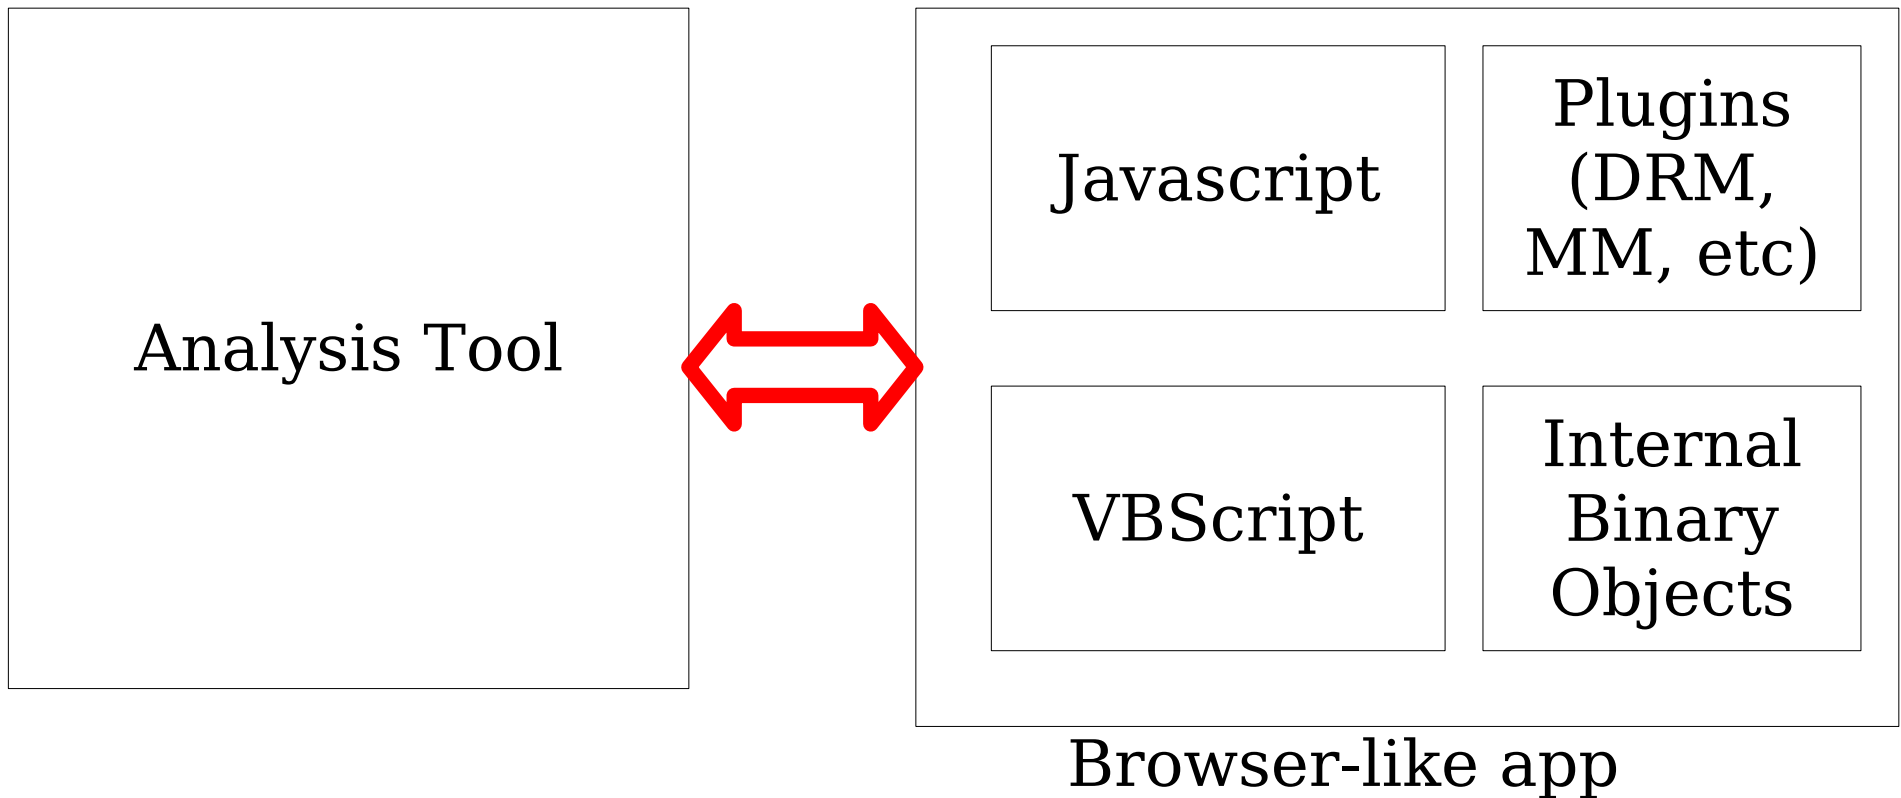 Analysis Tool
Javascript
Plugins
(DRM,
MM, etc)
VBScript
Internal
Binary
Objects
Browser-like app